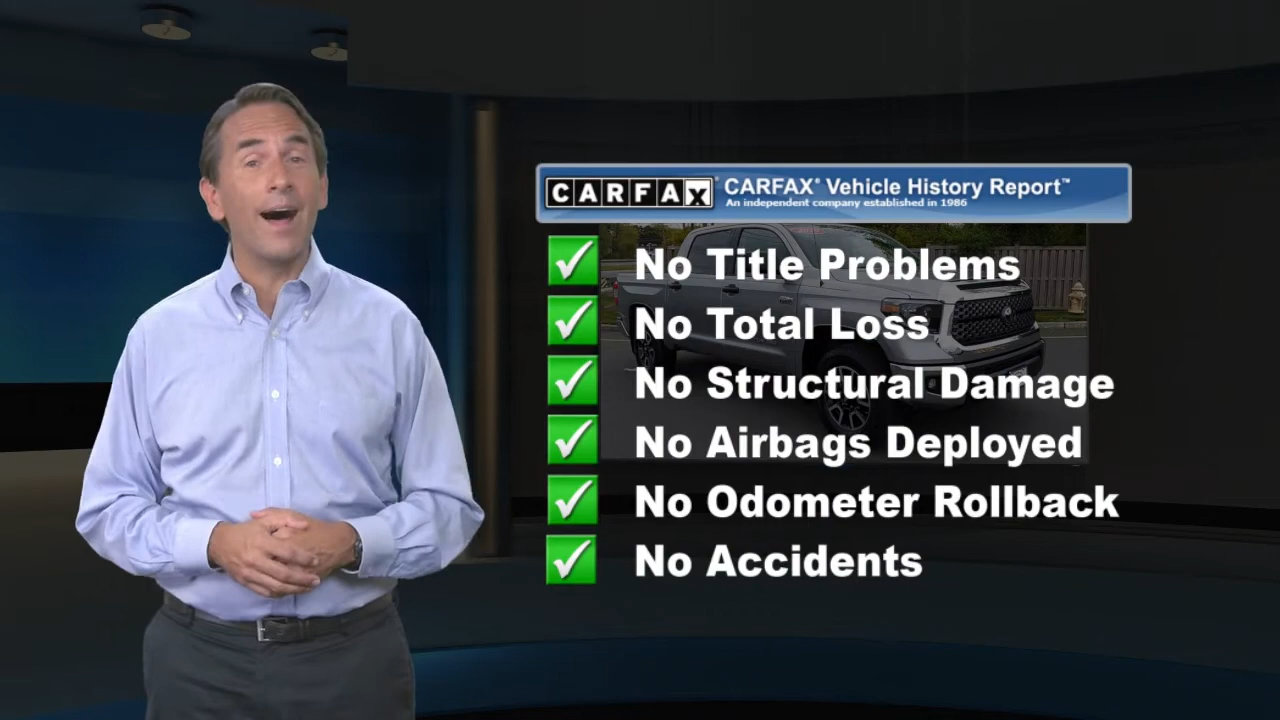 CARFAX® CARFAX® Vehicle History Report™
An independent company established in 1986
No Title Problems
No Total Loss
No Structural Damage
No Airbags Deployed
No Odometer Rollback
No Accidents